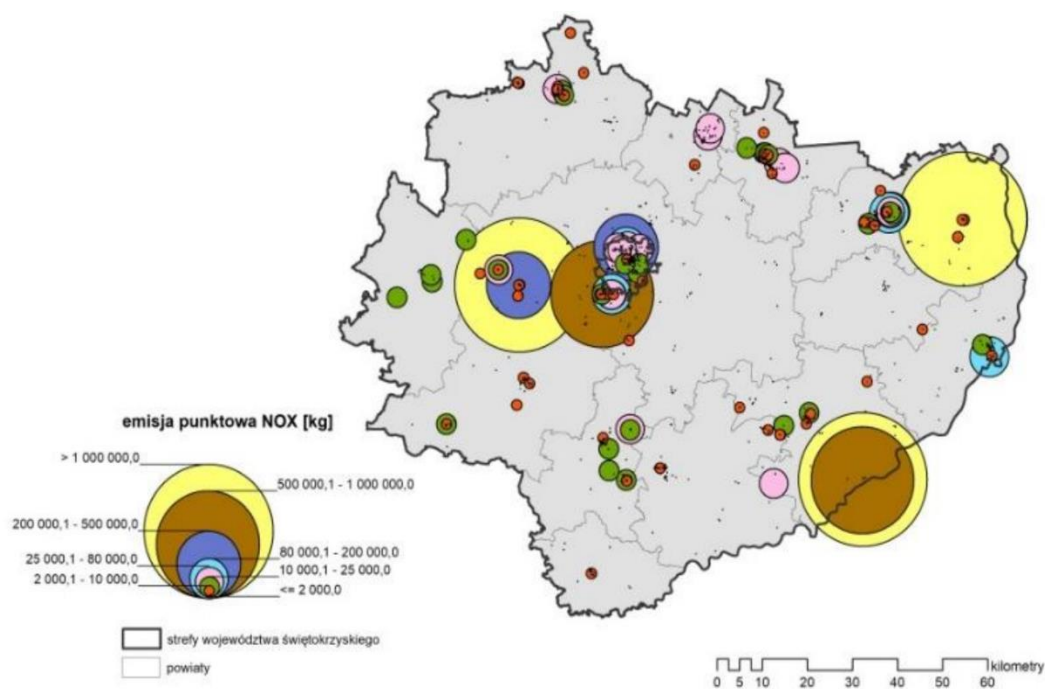 emisja punktowa NOX [kg]
> 1 000 000,0
500 000,1 - 1 000 000,0
200 000,1 - 500 000,0
80 000,1 - 200 000,0
25 000,1 - 80 000,0
10 000,1 - 25 000,0
2 000,1 - 10 000,0
<= 2 000,0
strefy województwa świętokrzyskiego
powiaty
kilometry
0 5 10 20 30 40 50 60